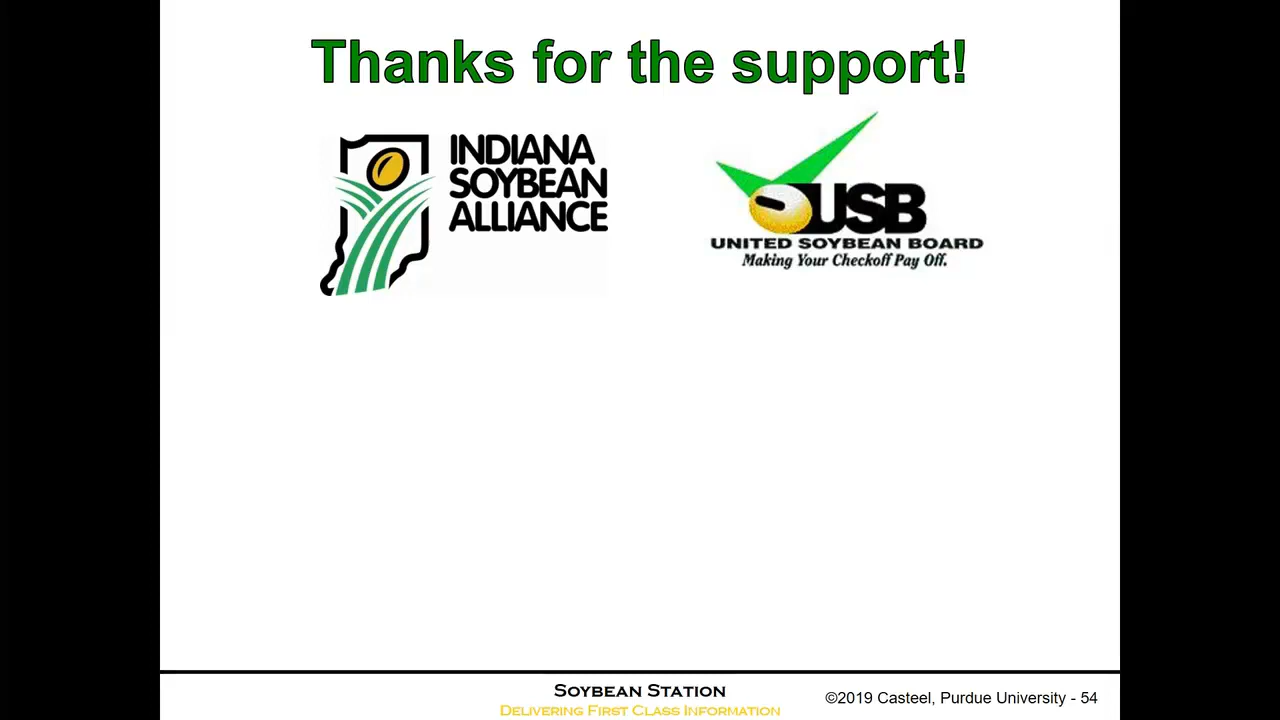 Thanks for the support!
INDIANA
SOYBEAN
ALLIANCE
USB
UNITED SOYBEAN BOARD
Making Your Checkoff Pay Off.
SOYBEAN STATION
DELIVERING FIRST CLASS INFORMATION
©2019 Casteel, Purdue University - 54